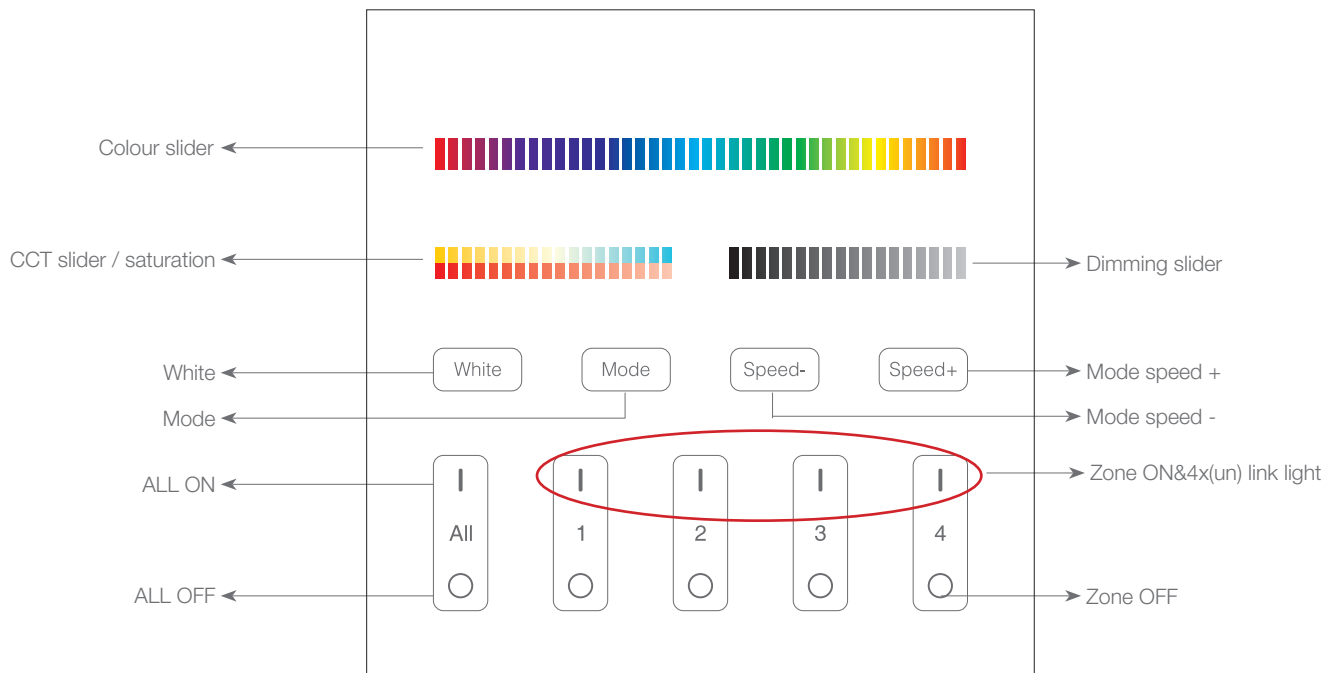 Colour slider
CCT slider / saturation
Dimming slider
White
White
Mode
Speed-
Speed+
Mode speed +
Mode
Mode speed -
ALL ON
Zone ON&4x(un) link light
All
1
2
3
4
ALL OFF
Zone OFF